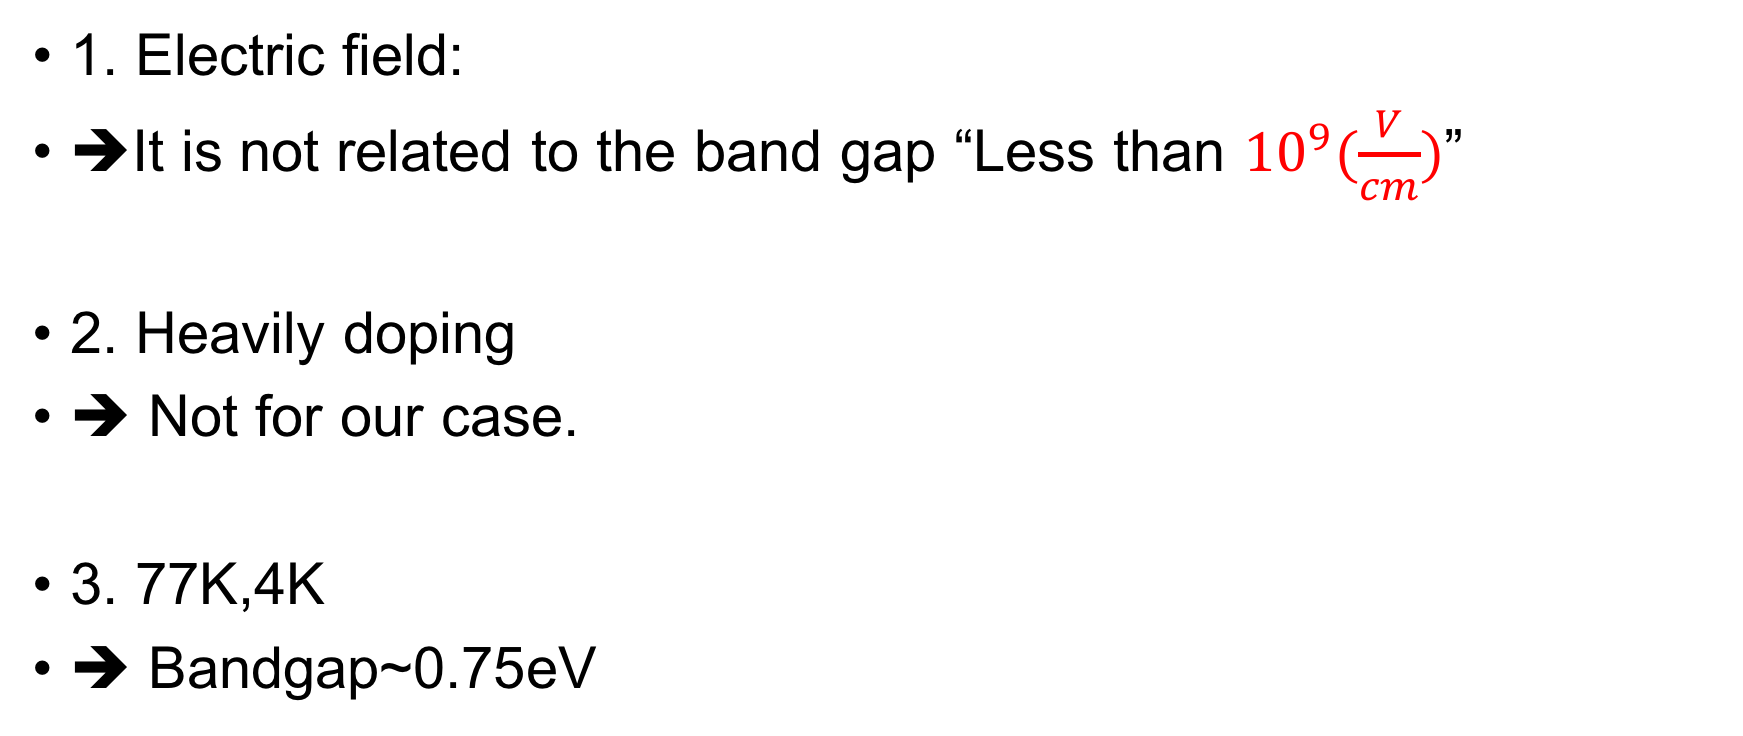 • 1. Electric field:
• ➔It is not related to the band gap “Less than 10⁹(V/cm)”
• 2. Heavily doping
• ➔ Not for our case.
• 3. 77K,4K
• ➔ Bandgap~0.75eV